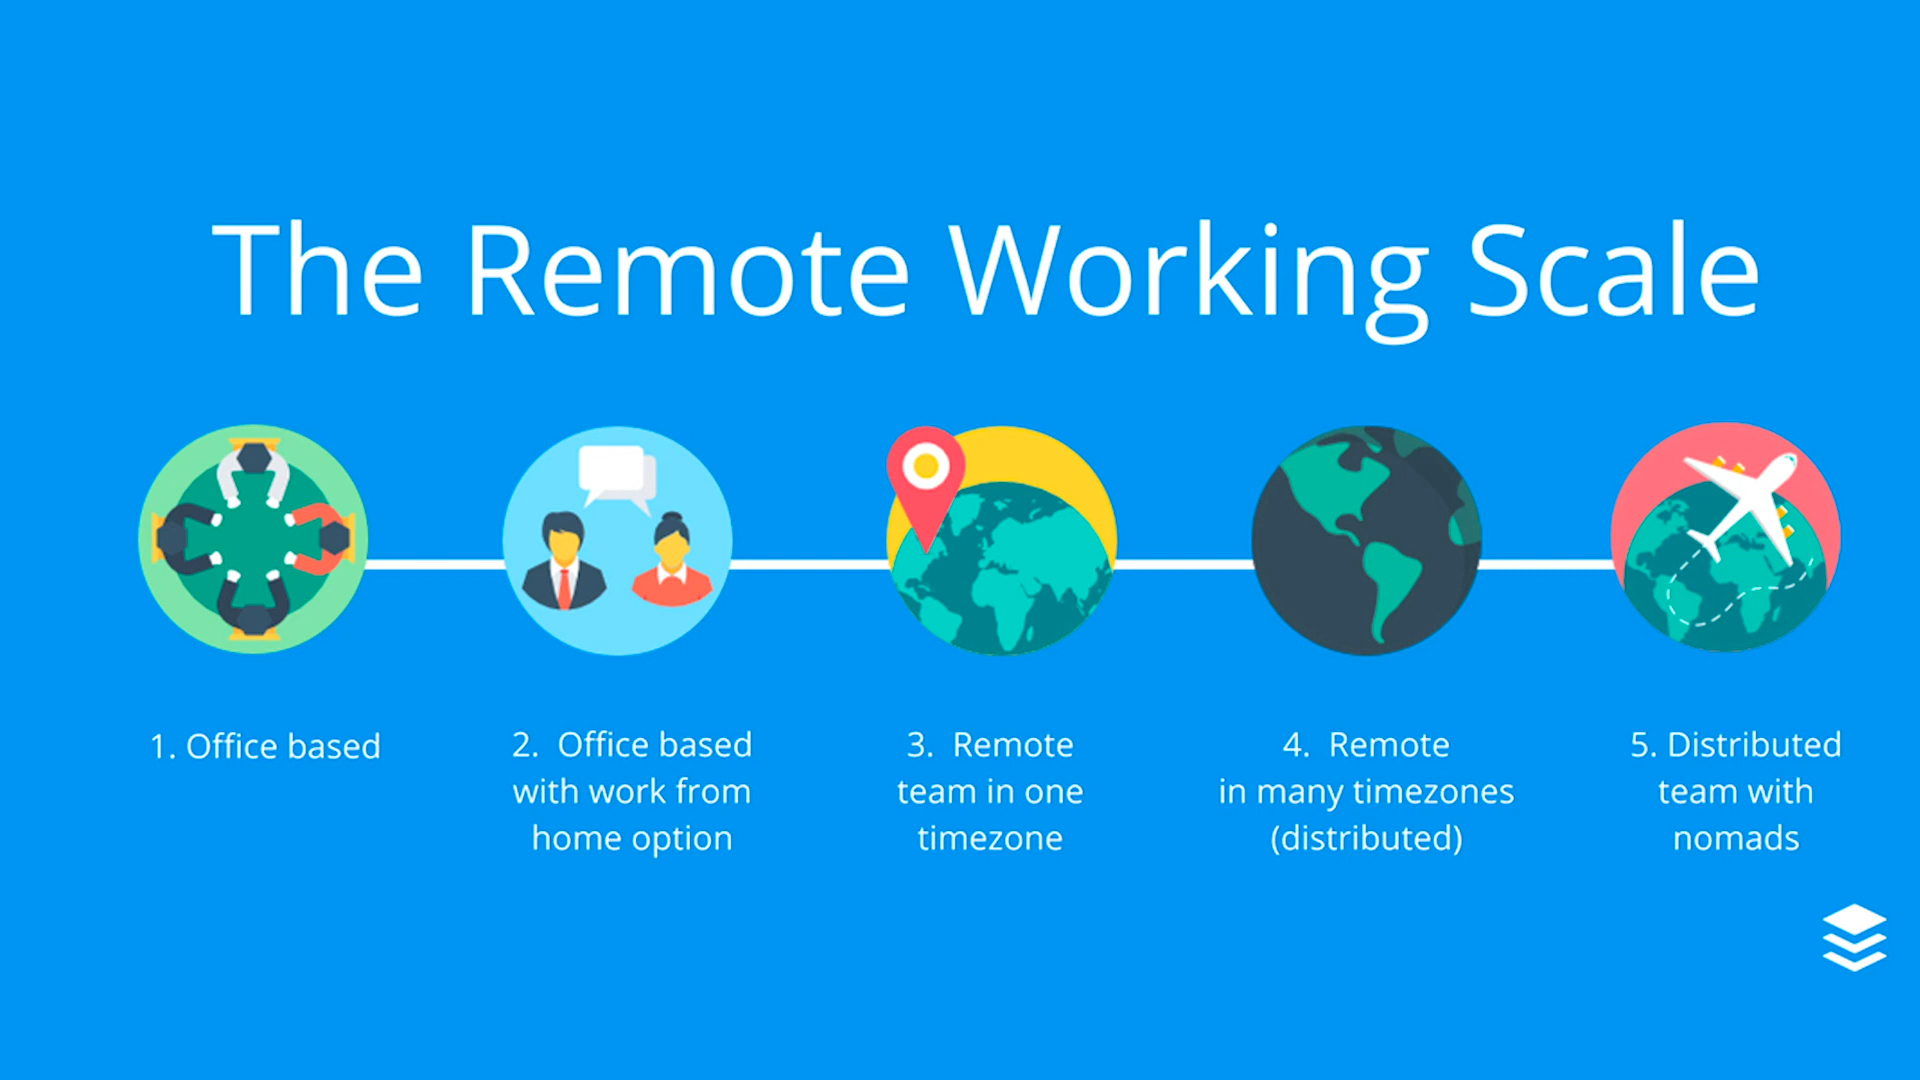 The Remote Working Scale
1. Office based
2. Office based
with work from
home option
3. Remote
team in one
timezone
4. Remote
in many timezones
(distributed)
5. Distributed
team with
nomads